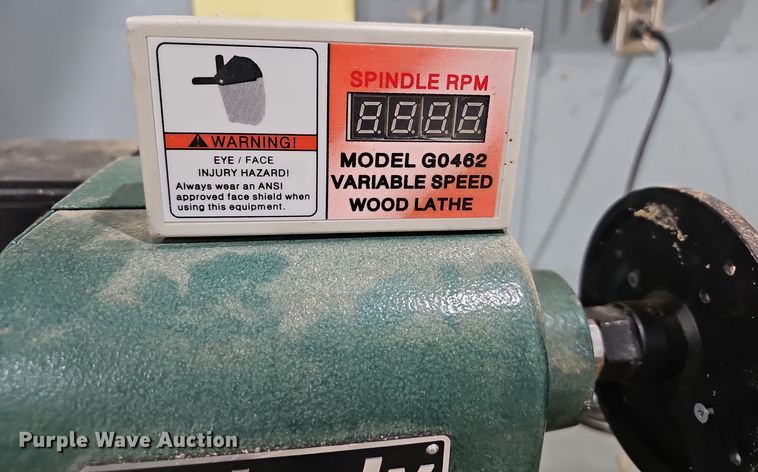 WARNING!
EYE / FACE
INJURY HAZARD!
Always wear an ANSI
approved face shield when
using this equipment.
SPINDLE RPM
MODEL G0462
VARIABLE SPEED
WOOD LATHE
Purple Wave Auction